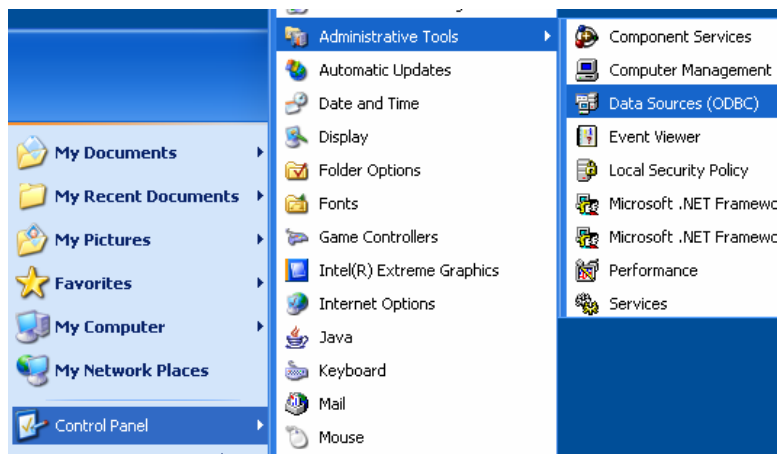 My Documents
My Recent Documents
My Pictures
Favorites
My Computer
My Network Places
Control Panel
Administrative Tools
Automatic Updates
Date and Time
Display
Folder Options
Fonts
Game Controllers
Intel(R) Extreme Graphics
Internet Options
Java
Keyboard
Mail
Mouse
Component Services
Computer Management
Data Sources (ODBC)
Event Viewer
Local Security Policy
Microsoft .NET Framewo
Microsoft .NET Framewo
Performance
Services